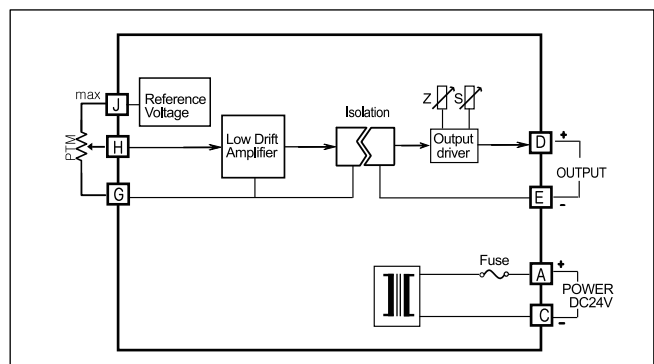 max
J
Reference
Voltage
PTM
H
G
Low Drift
Amplifier
Isolation
Z
S
Output
driver
D
+
OUTPUT
E
-
Fuse
A
+
POWER
DC24V
C
-